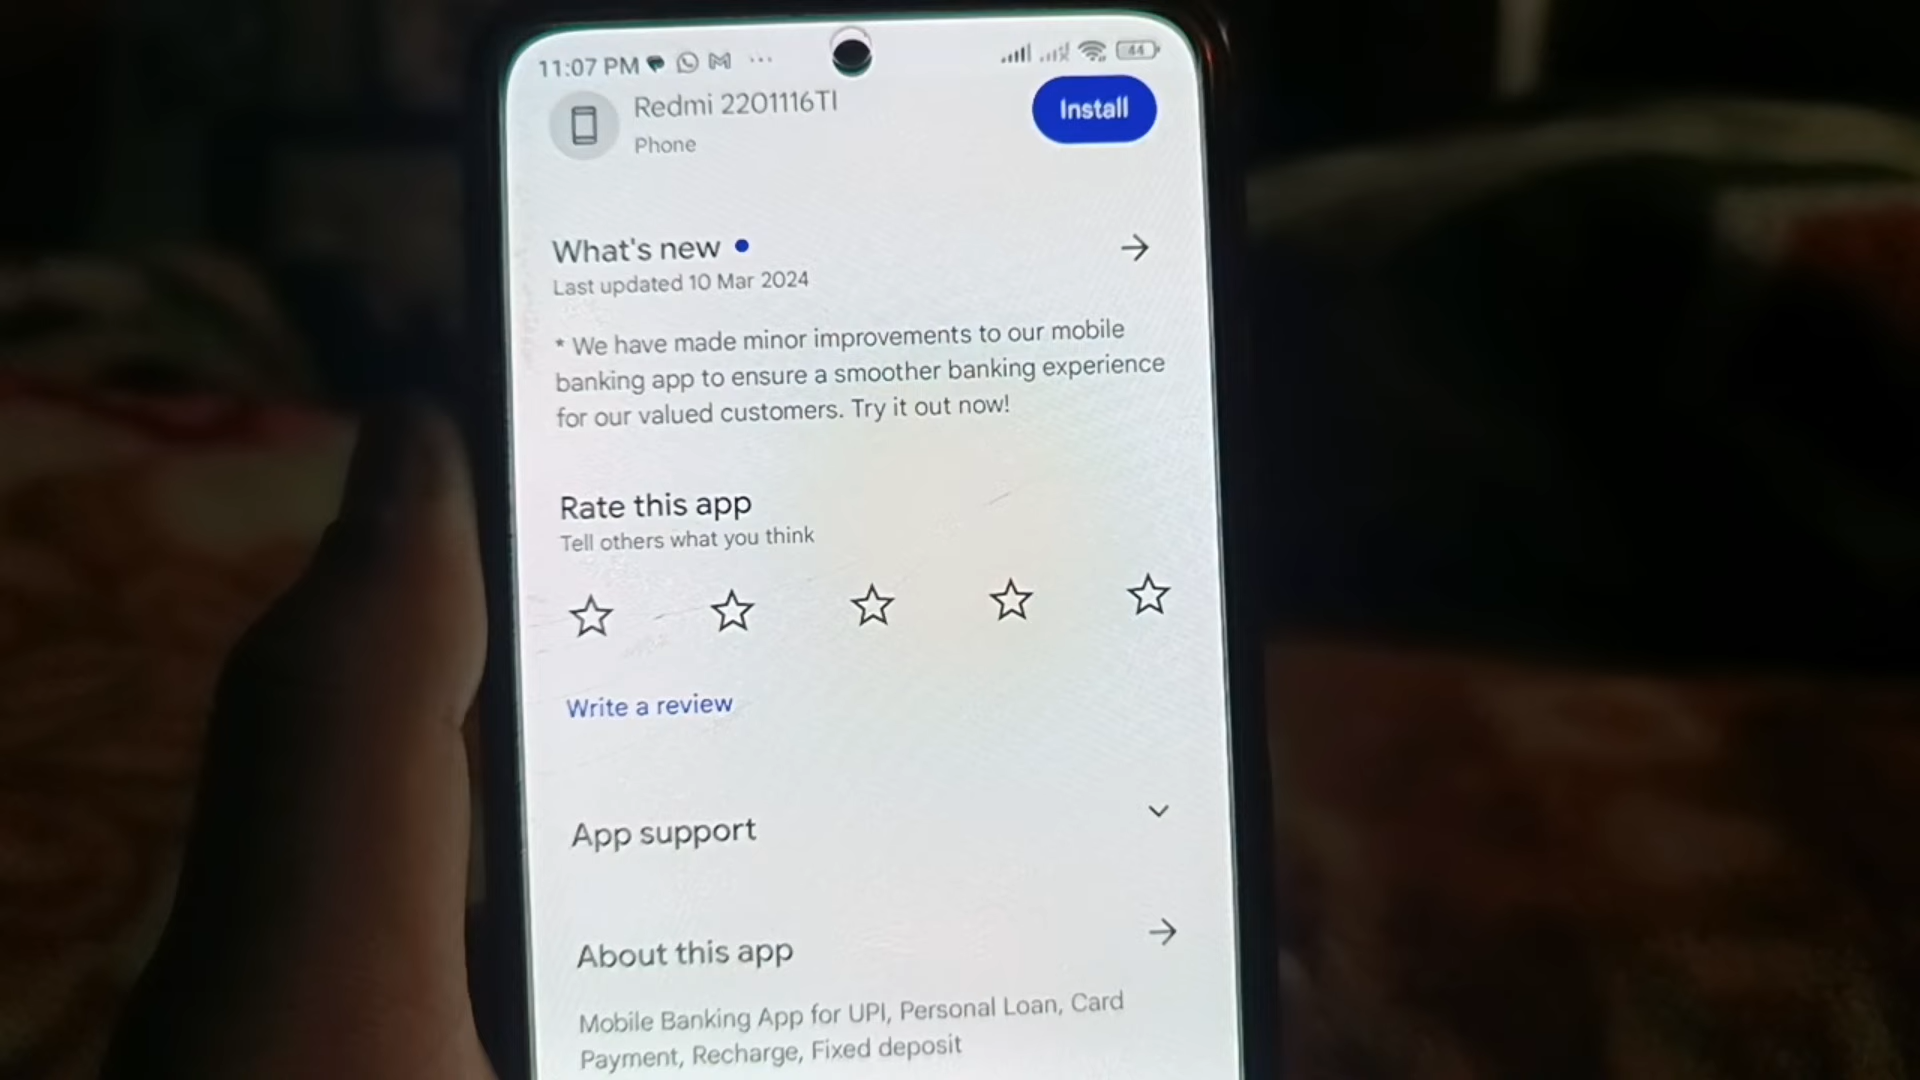 11:07 PM
44
Redmi 2201116TI
Install
Phone
What's new
Last updated 10 Mar 2024
* We have made minor improvements to our mobile
banking app to ensure a smoother banking experience
for our valued customers. Try it out now!
Rate this app
Tell others what you think
Write a review
App support
About this app
Mobile Banking App for UPI, Personal Loan, Card
Payment, Recharge, Fixed deposit